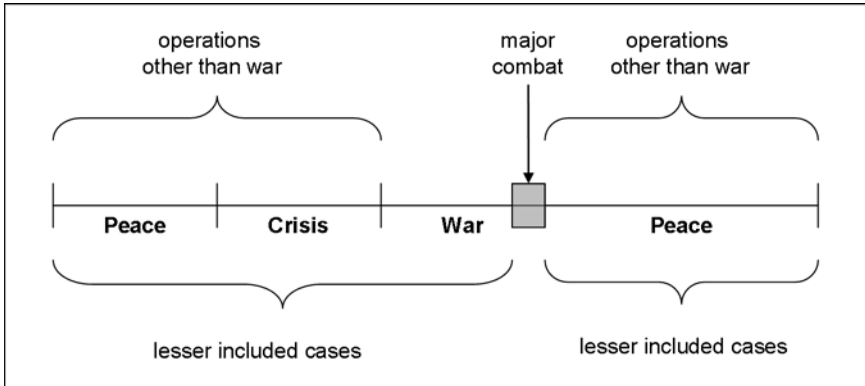 operations
other than war
major
combat
operations
other than war
Peace
Crisis
War
Peace
lesser included cases
lesser included cases